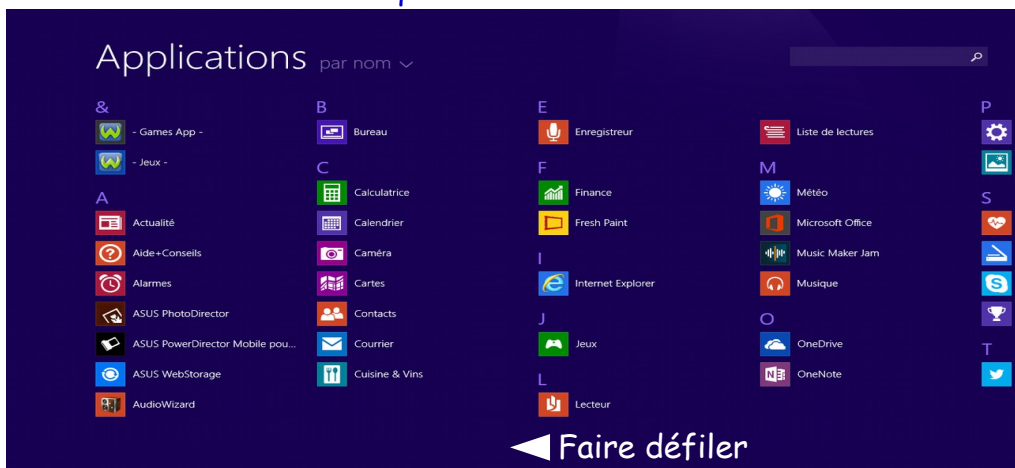 Applications par nom
&
- Games App -
- Jeux -
A
Actualité
Aide+Conseils
Alarmes
ASUS PhotoDirector
ASUS PowerDirector Mobile pou...
ASUS WebStorage
AudioWizard
B
Bureau
C
Calculatrice
Calendrier
Caméra
Cartes
Contacts
Courrier
Cuisine & Vins
E
Enregistreur
F
Finance
Fresh Paint
I
Internet Explorer
J
Jeux
L
Lecteur
Liste de lectures
M
Météo
Microsoft Office
Music Maker Jam
Musique
O
OneDrive
OneNote
P
S
T
Faire défiler